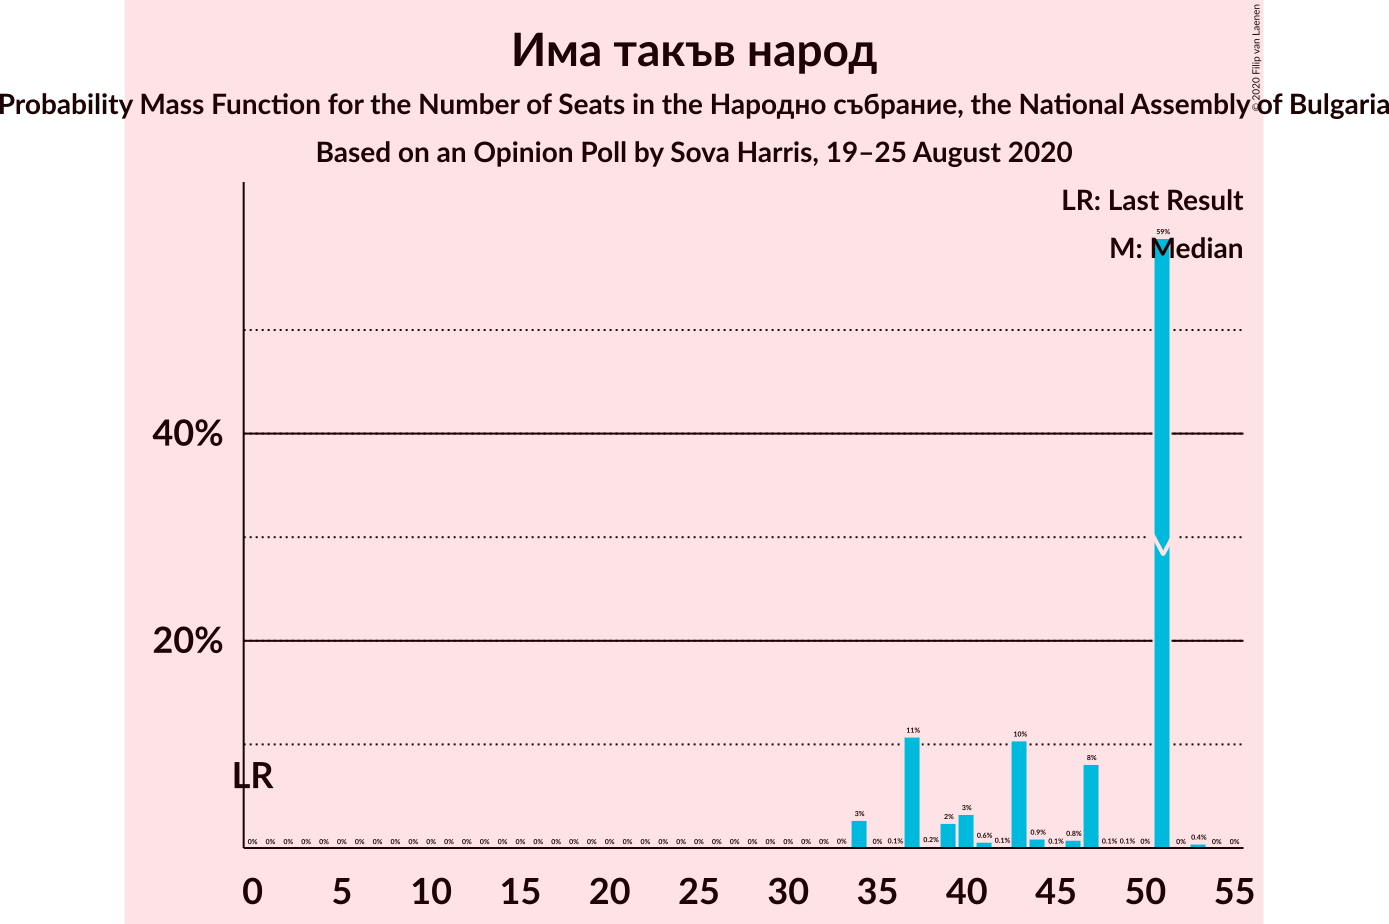 Има такъв народ
Probability Mass Function for the Number of Seats in the Народно събрание, the National Assembly of Bulgaria
Based on an Opinion Poll by Sova Harris, 19–25 August 2020
© 2020 Filip van Laenen
LR: Last Result
M: Median
59%
40%
20%
11%
10%
8%
LR
3%
2%
3%
0% 0% 0% 0% 0% 0% 0% 0% 0% 0% 0% 0% 0% 0% 0% 0% 0% 0% 0% 0% 0% 0% 0% 0% 0% 0% 0% 0% 0% 0% 0% 0% 0% 0% 0% 0.1% 0.2% 0.6% 0.1% 0.9% 0.1% 0.8% 0.1% 0.1% 0% 0% 0.4% 0% 0%
0 5 10 15 20 25 30 35 40 45 50 55